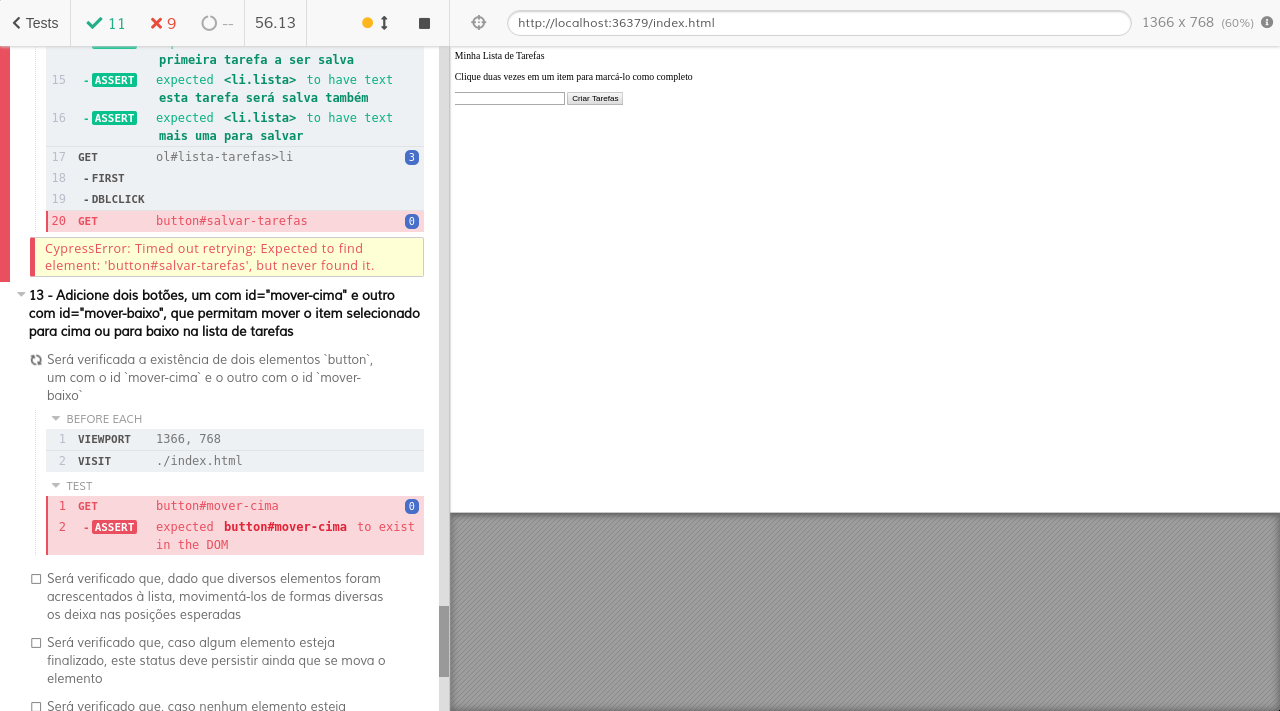 Tests
11
9
--
56.13
http://localhost:36379/index.html
1366 x 768 (60%)
primeira tarefa a ser salva
15 - ASSERT expected <li.lista> to have text
esta tarefa será salva também
16 - ASSERT expected <li.lista> to have text
mais uma para salvar
17 GET ol#lista-tarefas>li 3
18 - FIRST
19 - DBLCLICK
20 GET button#salvar-tarefas 0
CypressError: Timed out retrying: Expected to find
element: 'button#salvar-tarefas', but never found it.
13 - Adicione dois botões, um com id="mover-cima" e outro
com id="mover-baixo", que permitam mover o item selecionado
para cima ou para baixo na lista de tarefas
Será verificada a existência de dois elementos `button`,
um com o id `mover-cima` e o outro com o id `mover-
baixo`
BEFORE EACH
1 VIEWPORT 1366, 768
2 VISIT ./index.html
TEST
1 GET button#mover-cima 0
2 - ASSERT expected button#mover-cima to exist
in the DOM
Será verificado que, dado que diversos elementos foram
acrescentados à lista, movimentá-los de formas diversas
os deixa nas posições esperadas
Será verificado que, caso algum elemento esteja
finalizado, este status deve persistir ainda que se mova o
elemento
Será verificado que, caso nenhum elemento esteja
Minha Lista de Tarefas
Clique duas vezes em um item para marcá-lo como completo
Criar Tarefas